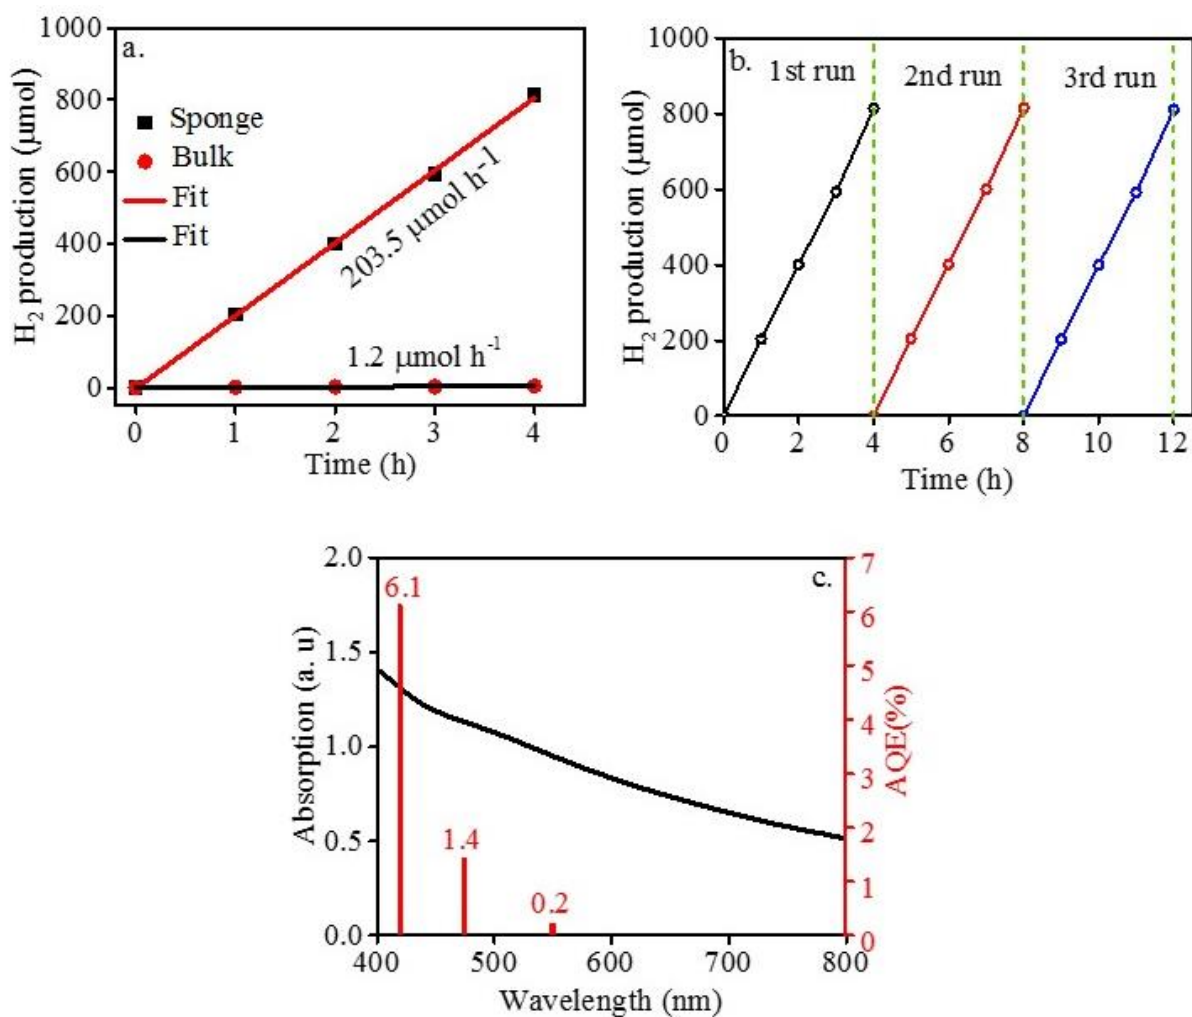 a.
1000
800
600
400
200
0
H₂ production (μmol)
Sponge
Bulk
Fit
Fit
203.5 μmol h-1
1.2 μmol h⁻¹
0 1 2 3 4
Time (h)
b.
1st run 2nd run 3rd run
1000
800
600
400
200
0
H₂ production (μmol)
0 2 4 6 8 10 12
Time (h)
c.
2.0
1.5
1.0
0.5
0.0
Absorption (a. u)
6.1
1.4
0.2
7
6
5
4
3
2
1
0
AQE(%)
400 500 600 700 800
Wavelength (nm)